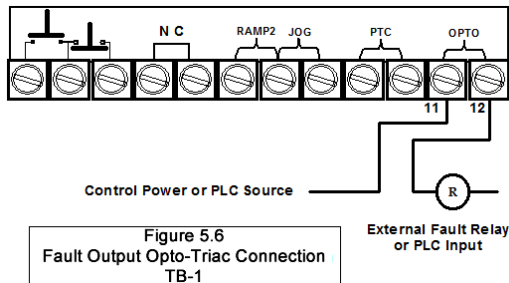 N C
RAMP2 JOG
PTC
OPTO
11
12
Control Power or PLC Source
R
External Fault Relay
or PLC Input
Figure 5.6
Fault Output Opto-Triac Connection
TB-1